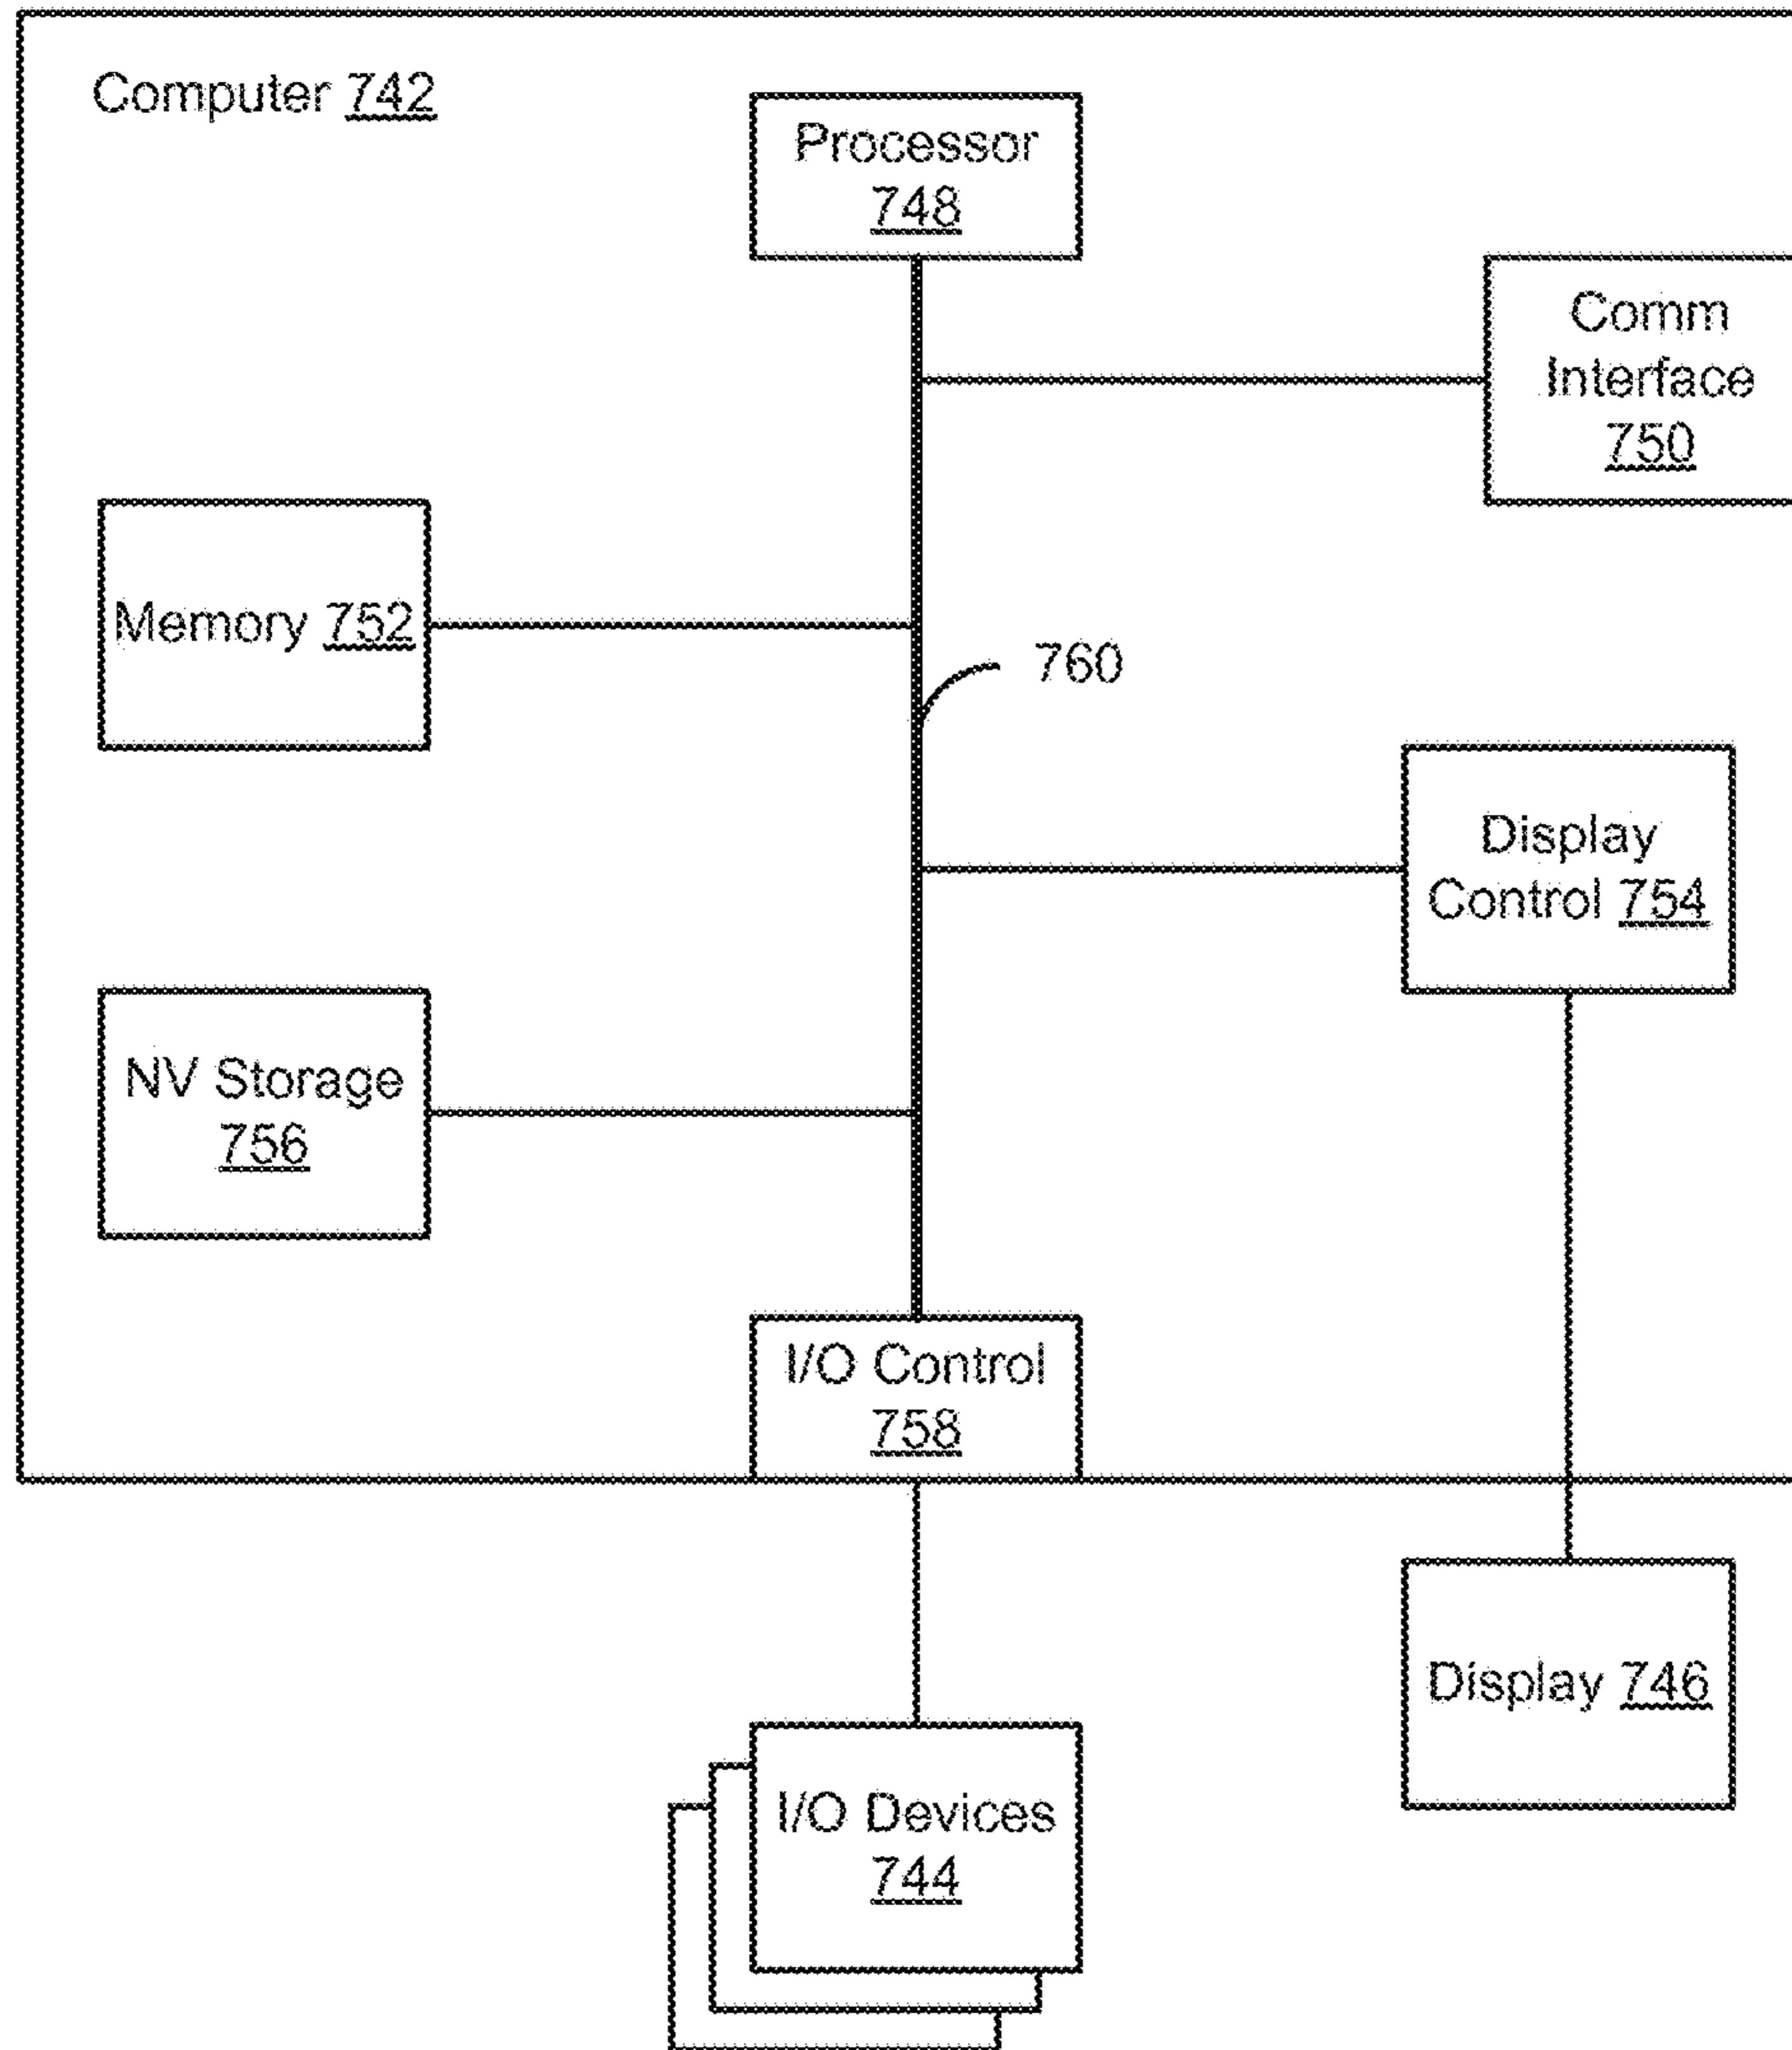 Computer 742
Processor
748
Comm
Interface
750
Memory 752
760
Display
Control 754
NV Storage
756
I/O Control
758
Display 746
I/O Devices
744